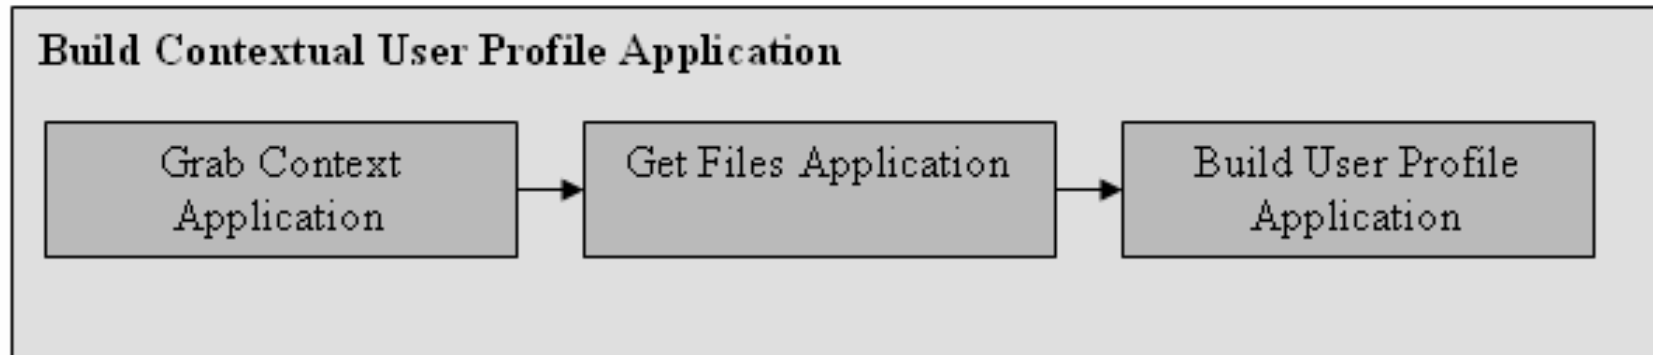 Build Contextual User Profile Application
Grab Context
Application
Get Files Application
Build User Profile
Application